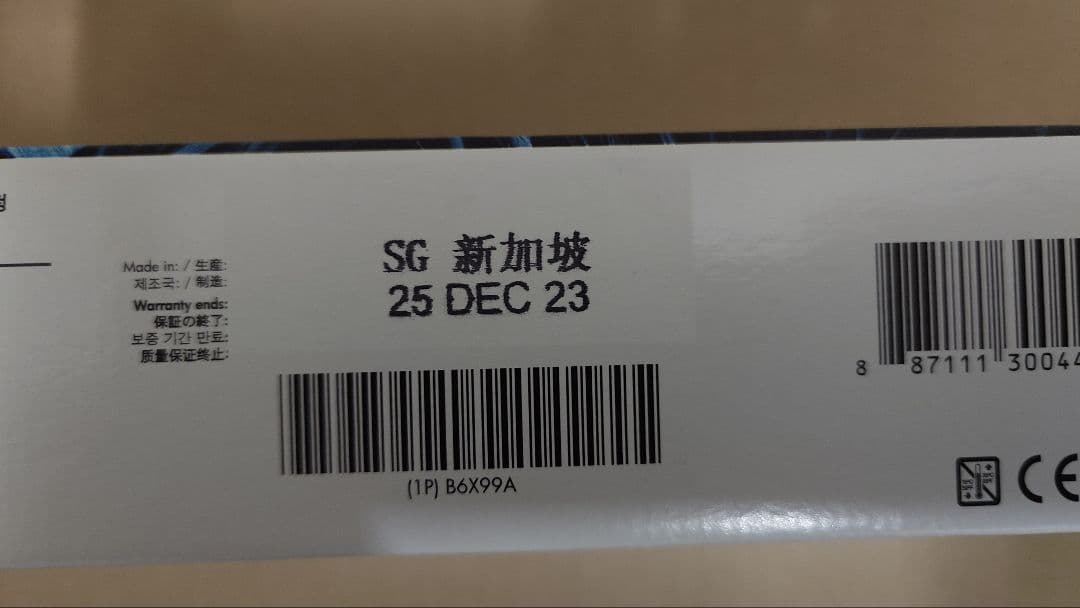 Made in: / 生産:
제조국: / 制造:
Warranty ends:
保証の終了:
보증 기간 만료:
质量保证终止:
SG 新加坡
25 DEC 23
(1P) B6X99A
8 87111 30044
CE